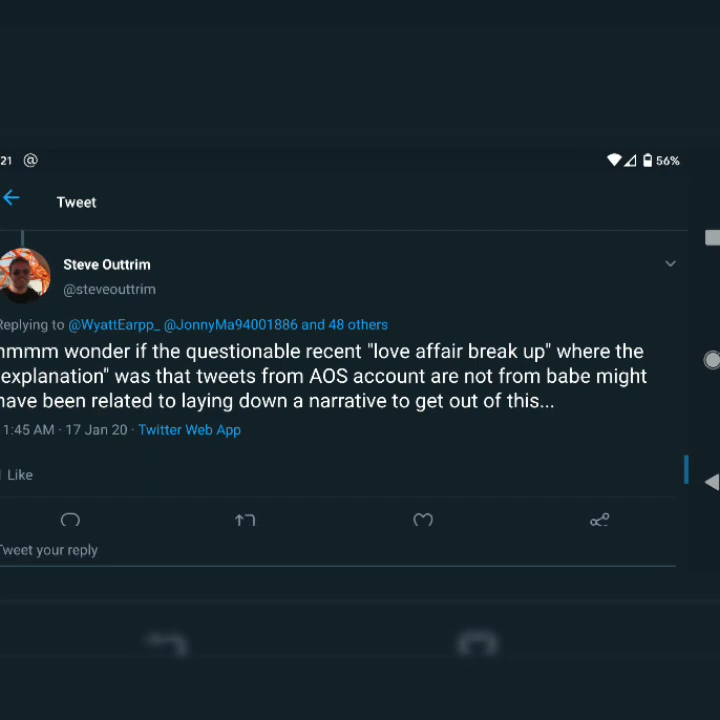 21 @ 56%
Tweet
Steve Outtrim
@steveouttrim
Replying to @WyattEarpp_ @JonnyMa94001886 and 48 others
hmmm wonder if the questionable recent "love affair break up" where the
explanation" was that tweets from AOS account are not from babe might
have been related to laying down a narrative to get out of this...
1:45 AM · 17 Jan 20 · Twitter Web App
Like
Tweet your reply